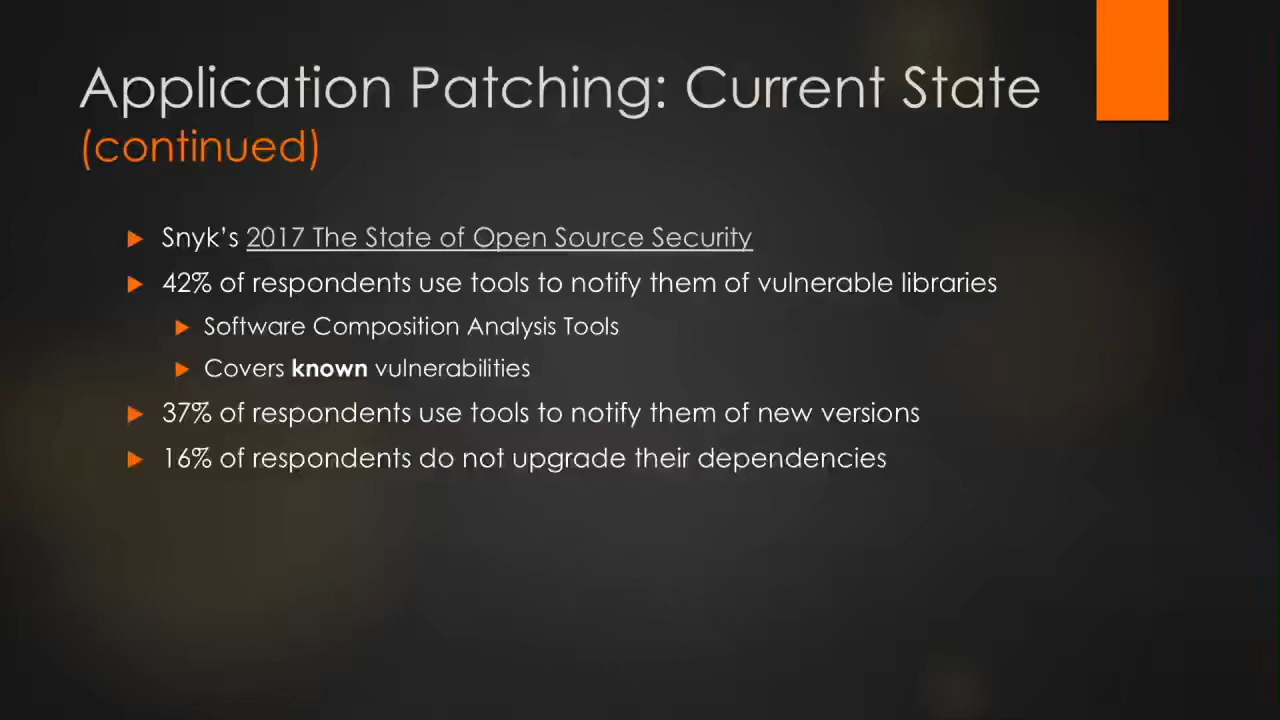 Application Patching: Current State
(continued)
Snyk's 2017 The State of Open Source Security
42% of respondents use tools to notify them of vulnerable libraries
Software Composition Analysis Tools
Covers known vulnerabilities
37% of respondents use tools to notify them of new versions
16% of respondents do not upgrade their dependencies